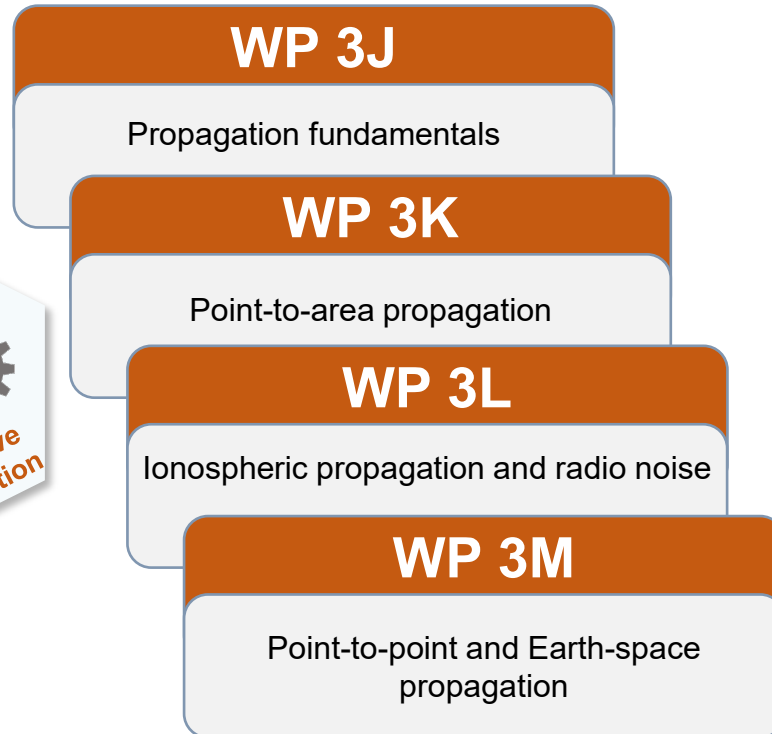 WP 3J
Propagation fundamentals
WP 3K
Point-to-area propagation
WP 3L
Ionospheric propagation and radio noise
WP 3M
Point-to-point and Earth-space
propagation